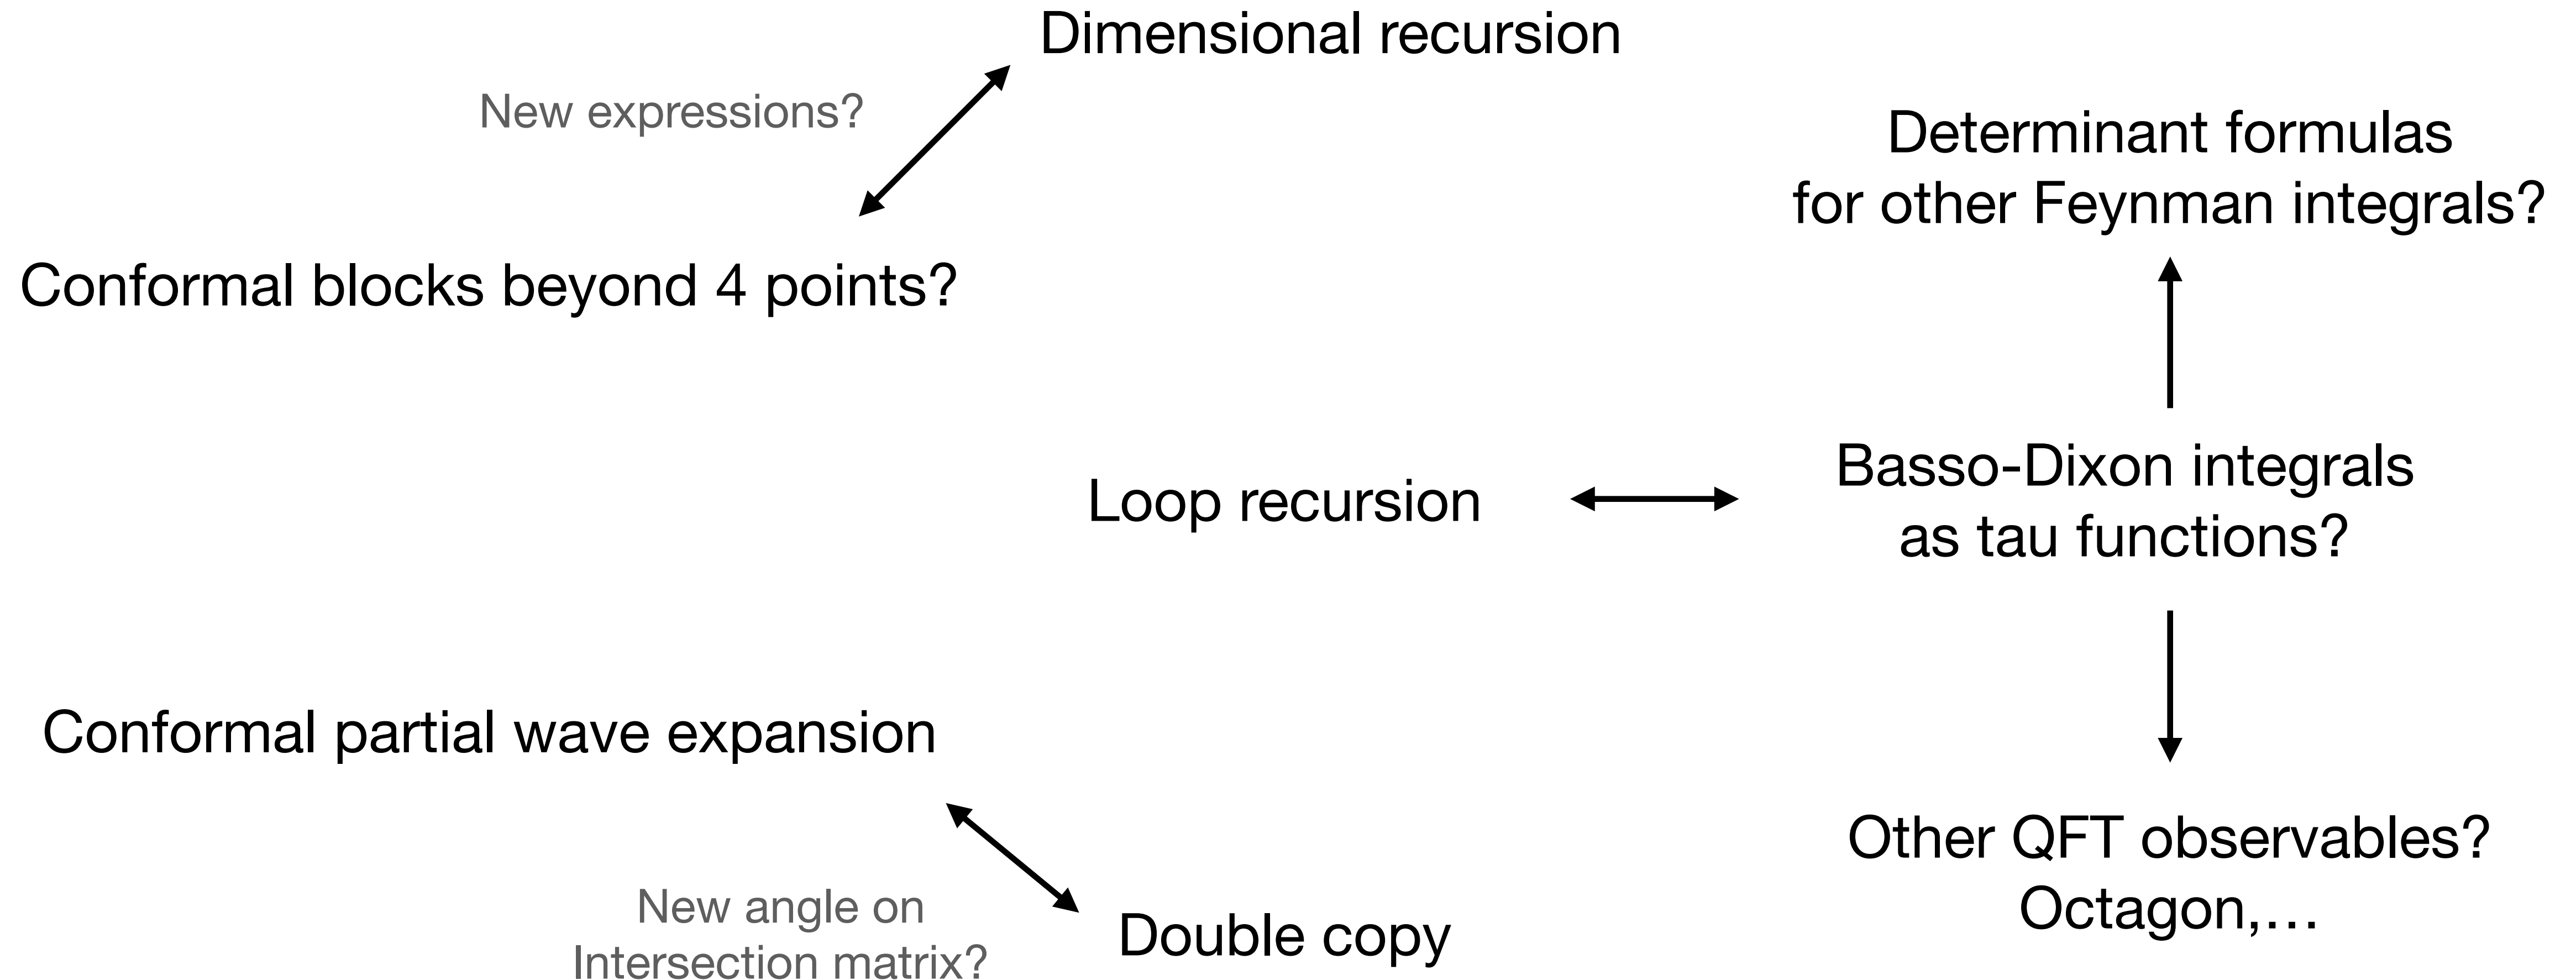 Dimensional recursion
New expressions?
Conformal blocks beyond 4 points?
Determinant formulas
for other Feynman integrals?
Loop recursion
Basso-Dixon integrals
as tau functions?
Conformal partial wave expansion
New angle on
Intersection matrix?
Double copy
Other QFT observables?
Octagon,…